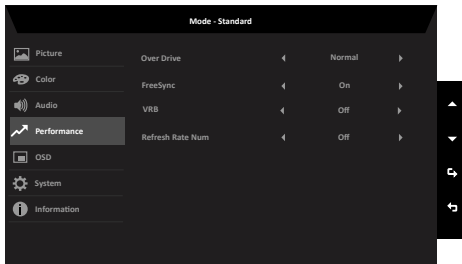 Mode - Standard
Picture
Over Drive Normal
Color
FreeSync On
Audio
VRB Off
Performance
Refresh Rate Num Off
OSD
System
Information